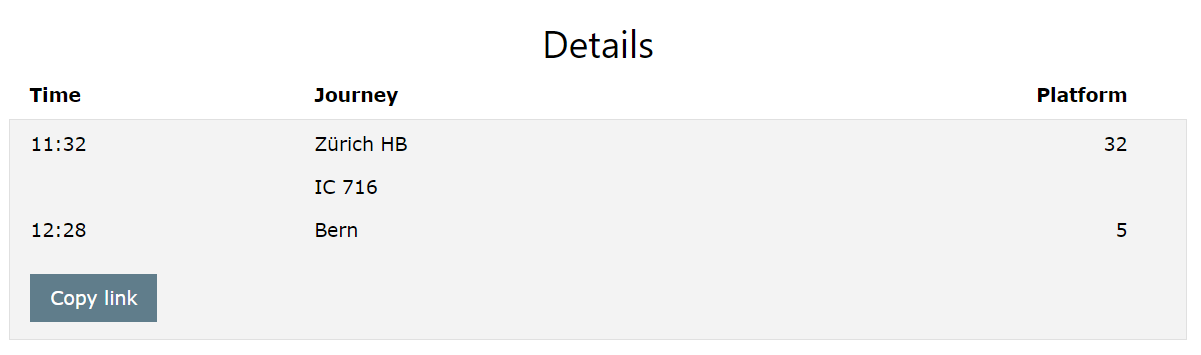 Details
Time Journey Platform
11:32 Zürich HB 32
IC 716
12:28 Bern 5
Copy link